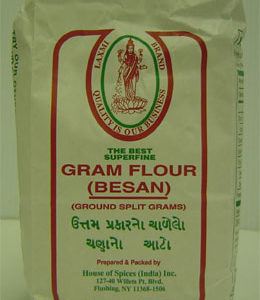 LAXMI BRAND
QUALITY IS OUR BUSINESS
THE BEST
SUPERFINE
GRAM FLOUR
(BESAN)
(GROUND SPLIT GRAMS)
ઉત્તમ પ્રકારનો ચાળેલો
ચણાનો આટો
Prepared & Packed by
House of Spices (India) Inc.
127-40 Willets Pt. Blvd.
Flushing, NY 11368-1506